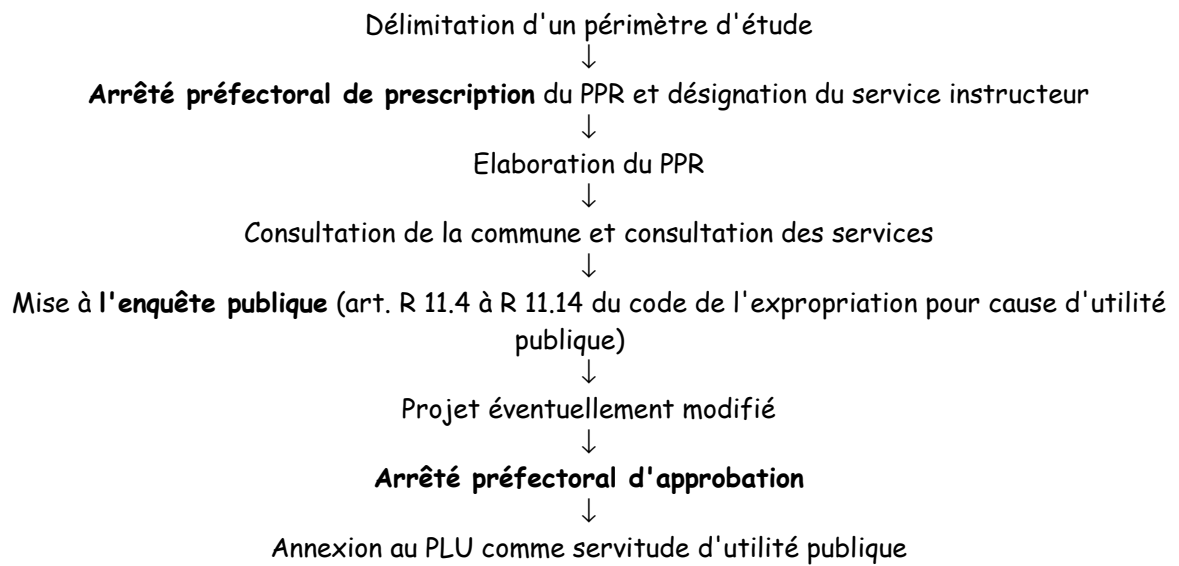 Délimitation d'un périmètre d'étude
↓
Arrêté préfectoral de prescription du PPR et désignation du service instructeur
↓
Elaboration du PPR
↓
Consultation de la commune et consultation des services
↓
Mise à l'enquête publique (art. R 11.4 à R 11.14 du code de l'expropriation pour cause d'utilité
publique)
↓
Projet éventuellement modifié
↓
Arrêté préfectoral d'approbation
↓
Annexion au PLU comme servitude d'utilité publique